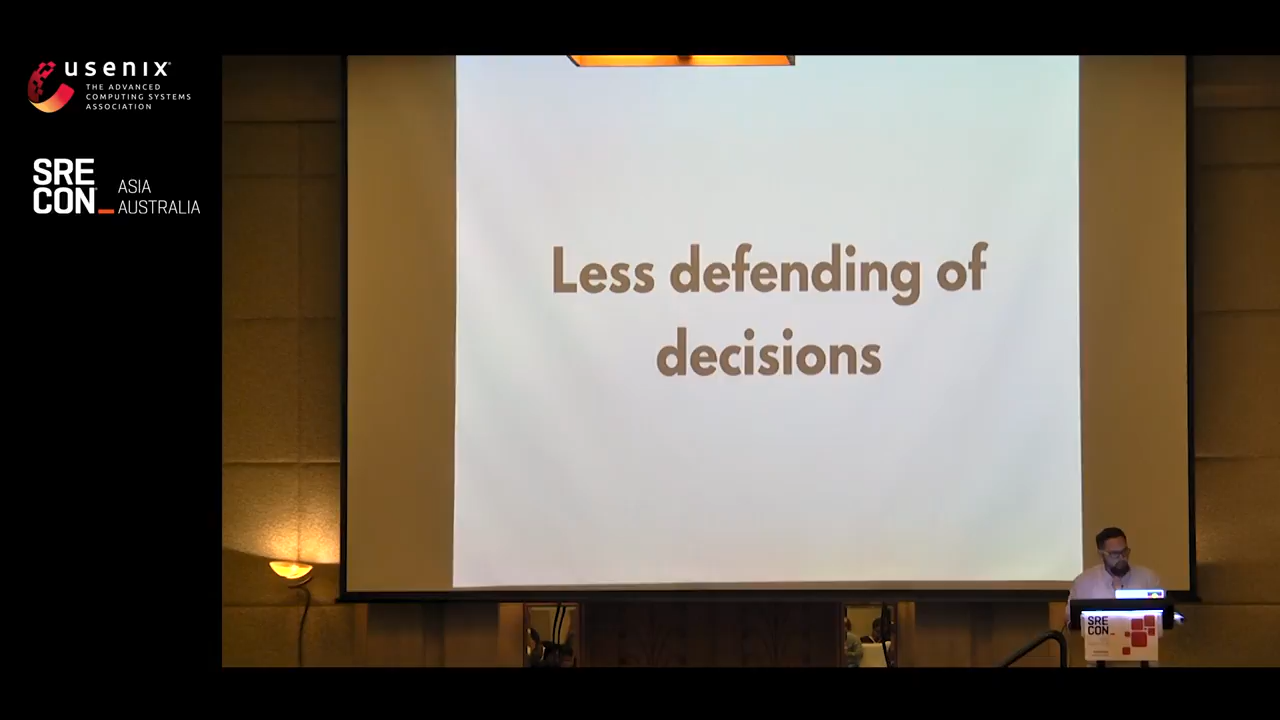 usenix
THE ADVANCED
COMPUTING SYSTEMS
ASSOCIATION
SRE
CON
ASIA
AUSTRALIA
Less defending of
decisions
SRE
CON